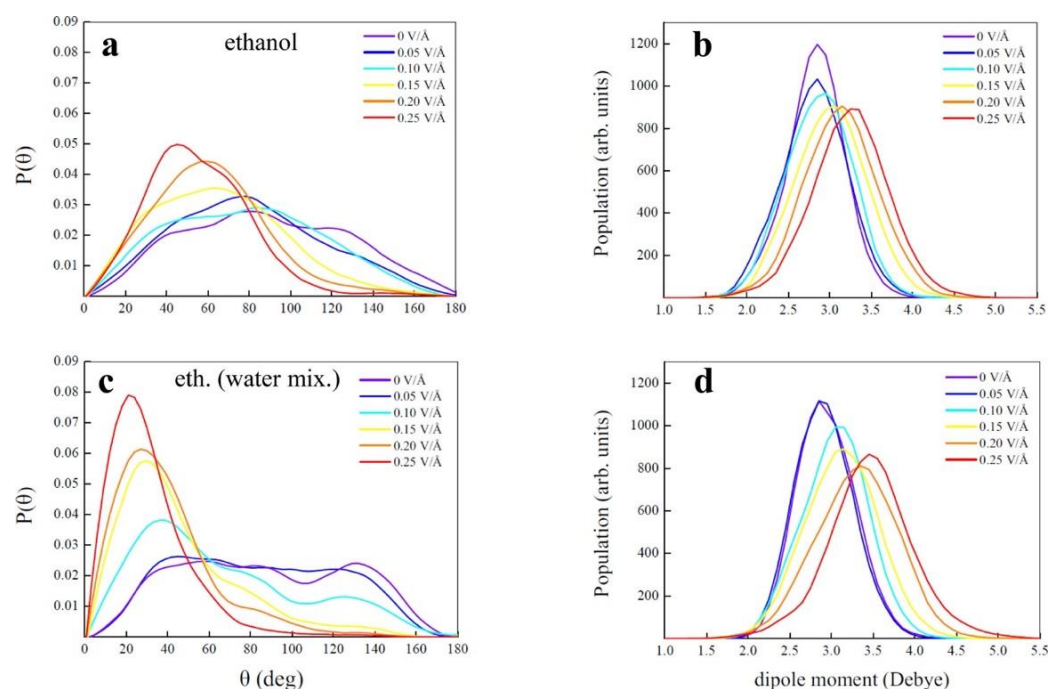 a
ethanol
0 V/Å
0.05 V/Å
0.10 V/Å
0.15 V/Å
0.20 V/Å
0.25 V/Å
0.09
0.08
0.07
0.06
0.05
0.04
0.03
0.02
0.01
P(θ)
0 20 40 60 80 100 120 140 160 180
b
0 V/Å
0.05 V/Å
0.10 V/Å
0.15 V/Å
0.20 V/Å
0.25 V/Å
1200
1000
800
600
400
200
Population (arb. units)
1.0 1.5 2.0 2.5 3.0 3.5 4.0 4.5 5.0 5.5
c
eth. (water mix.)
0 V/Å
0.05 V/Å
0.10 V/Å
0.15 V/Å
0.20 V/Å
0.25 V/Å
0.09
0.08
0.07
0.06
0.05
0.04
0.03
0.02
0.01
P(θ)
0 20 40 60 80 100 120 140 160 180
θ (deg)
d
0 V/Å
0.05 V/Å
0.10 V/Å
0.15 V/Å
0.20 V/Å
0.25 V/Å
1200
1000
800
600
400
200
Population (arb. units)
1.0 1.5 2.0 2.5 3.0 3.5 4.0 4.5 5.0 5.5
dipole moment (Debye)